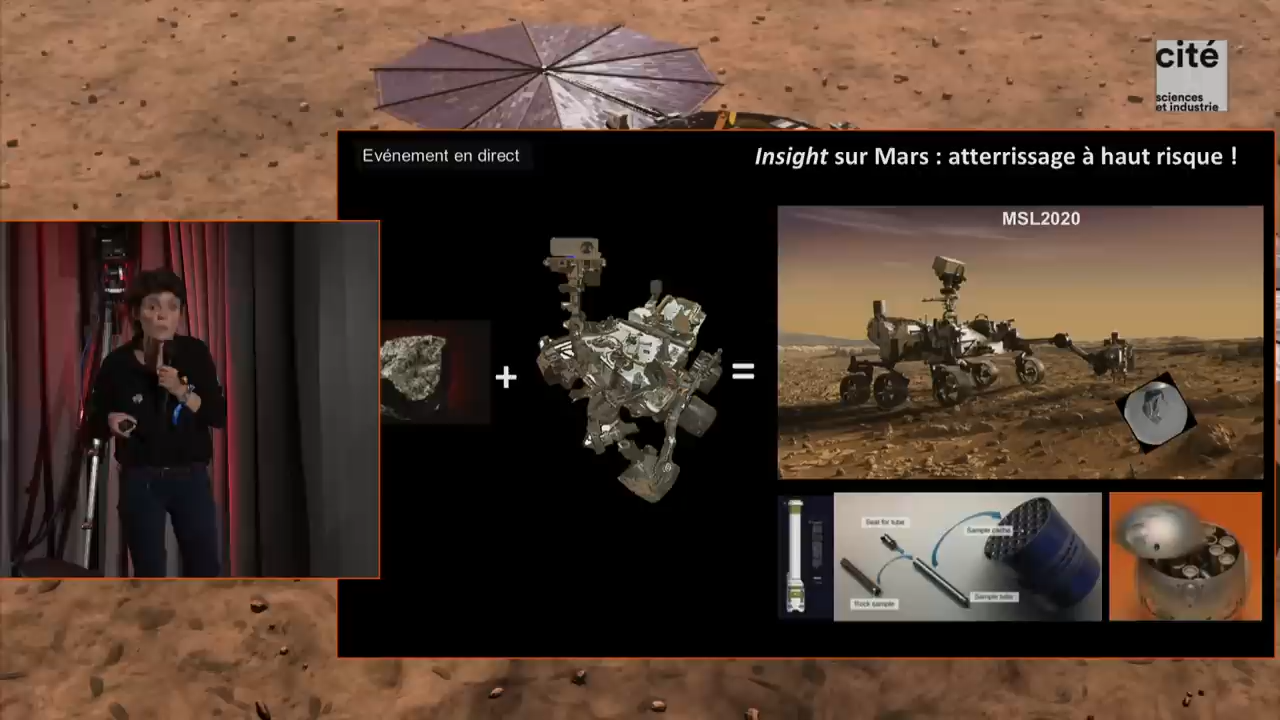 cité
sciences
et industrie
Evénement en direct
Insight sur Mars : atterrissage à haut risque !
MSL2020
+
=
Seal for tube
Sample cache
Rock sample
Sample tube